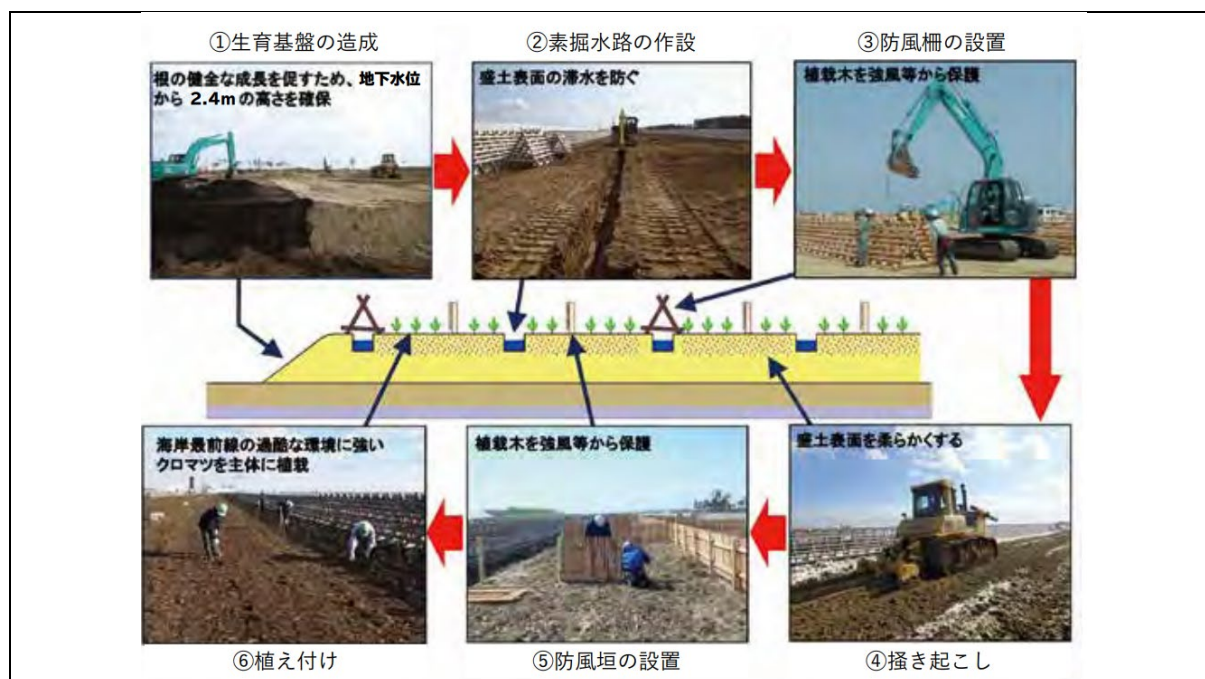 ①生育基盤の造成
根の健全な成長を促すため、地下水位
から 2.4mの高さを確保
②素掘水路の作設
盛土表面の滞水を防ぐ
③防風柵の設置
植栽木を強風等から保護
盛土表面を柔らかくする
④掻き起こし
植栽木を強風等から保護
⑤防風垣の設置
海岸最前線の過酷な環境に強い
クロマツを主体に植栽
⑥植え付け